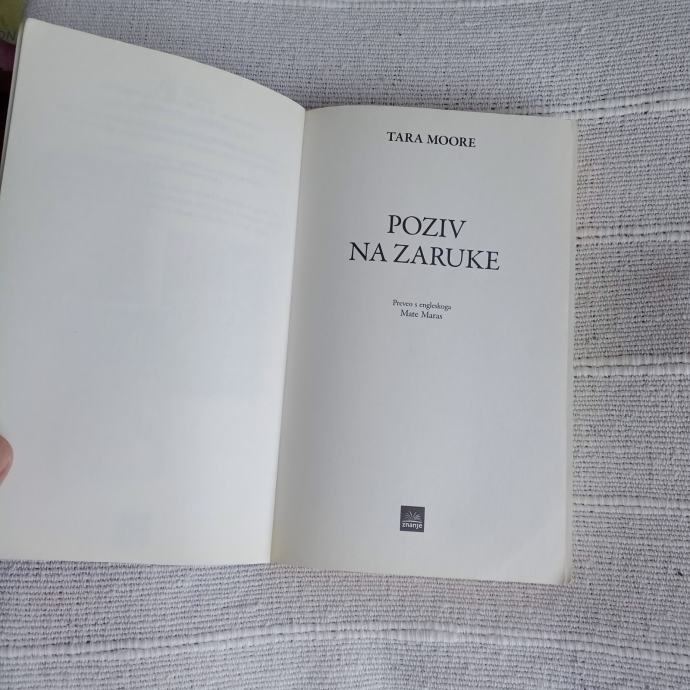 TARA MOORE
POZIV
NA ZARUKE
Preveo s engleskoga
Mate Maras
znanje